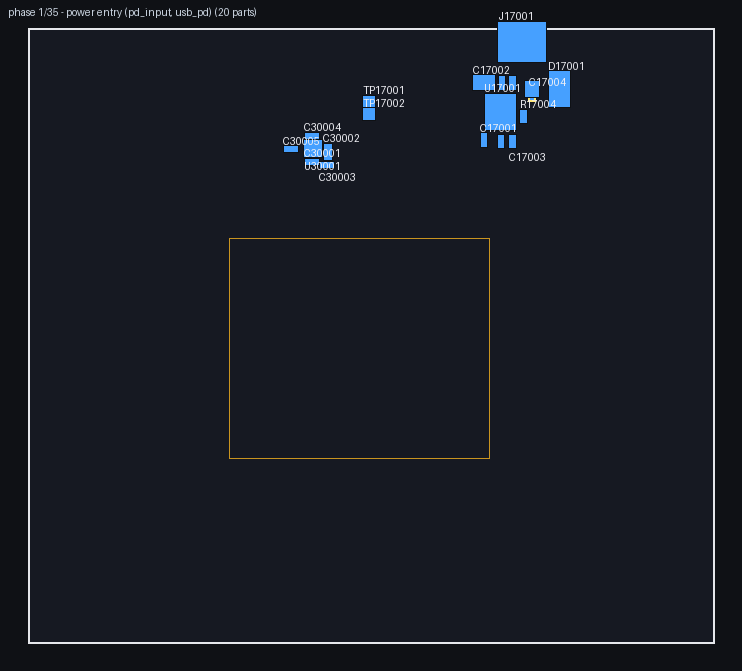 phase 1/35 - power entry (pd_input, usb_pd) (20 parts)
J17001
D17001
C17002
C17004
U17001
TP17001
TP17002
R17004
C30004
C17001
C30005
C30002
C30001
C17003
U30001
C30003